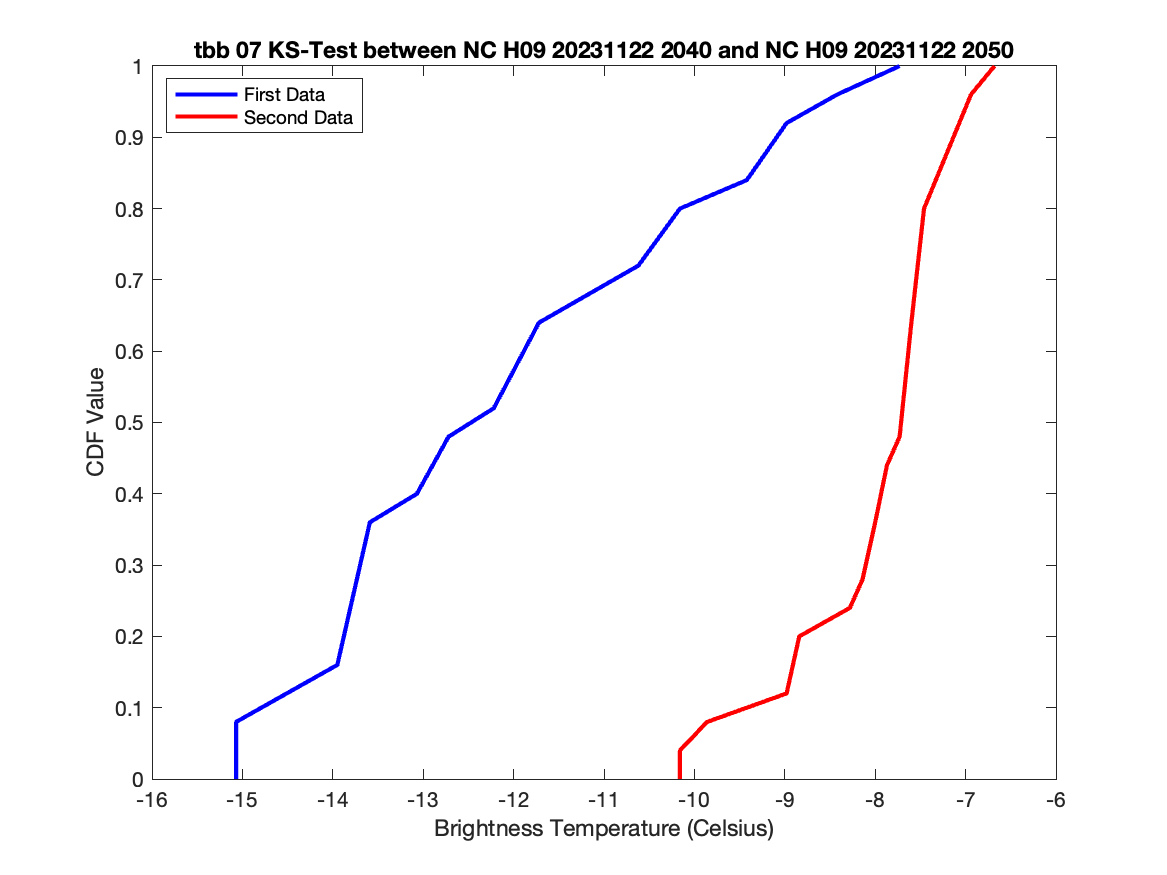 tbb 07 KS-Test between NC H09 20231122 2040 and NC H09 20231122 2050
First Data
Second Data
CDF Value
1
0.9
0.8
0.7
0.6
0.5
0.4
0.3
0.2
0.1
0
-16 -15 -14 -13 -12 -11 -10 -9 -8 -7 -6
Brightness Temperature (Celsius)